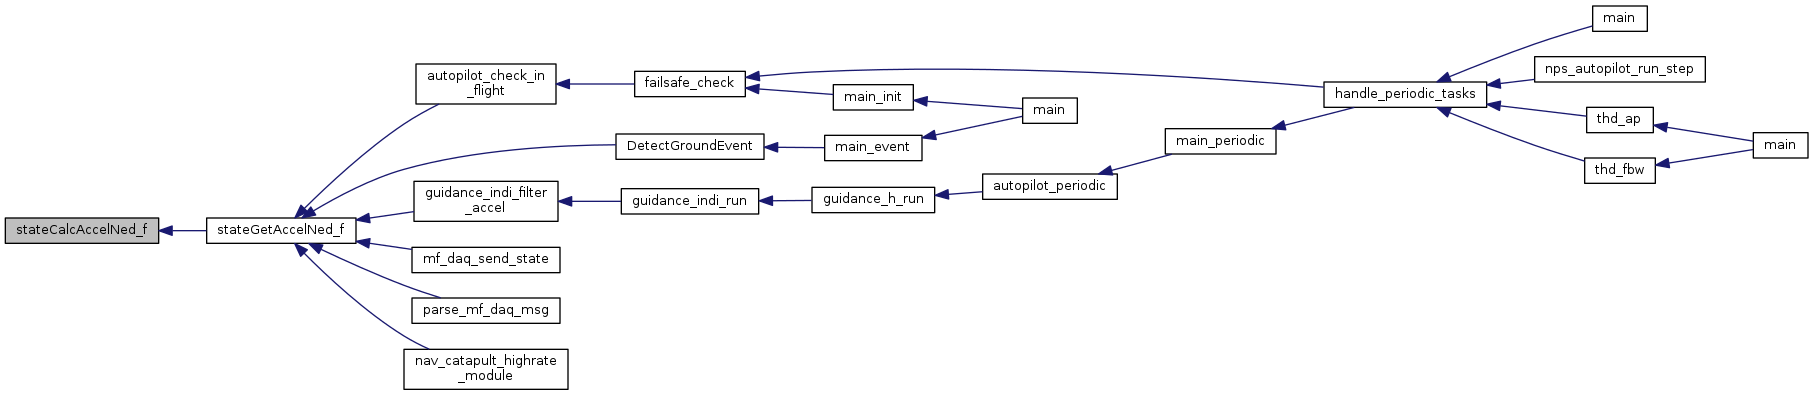 stateCalcAccelNed_f
stateGetAccelNed_f
autopilot_check_in
_flight
DetectGroundEvent
guidance_indi_filter
_accel
mf_daq_send_state
parse_mf_daq_msg
nav_catapult_highrate
_module
failsafe_check
main_init
main_event
main
guidance_indi_run
guidance_h_run
autopilot_periodic
main_periodic
handle_periodic_tasks
main
nps_autopilot_run_step
thd_ap
thd_fbw
main